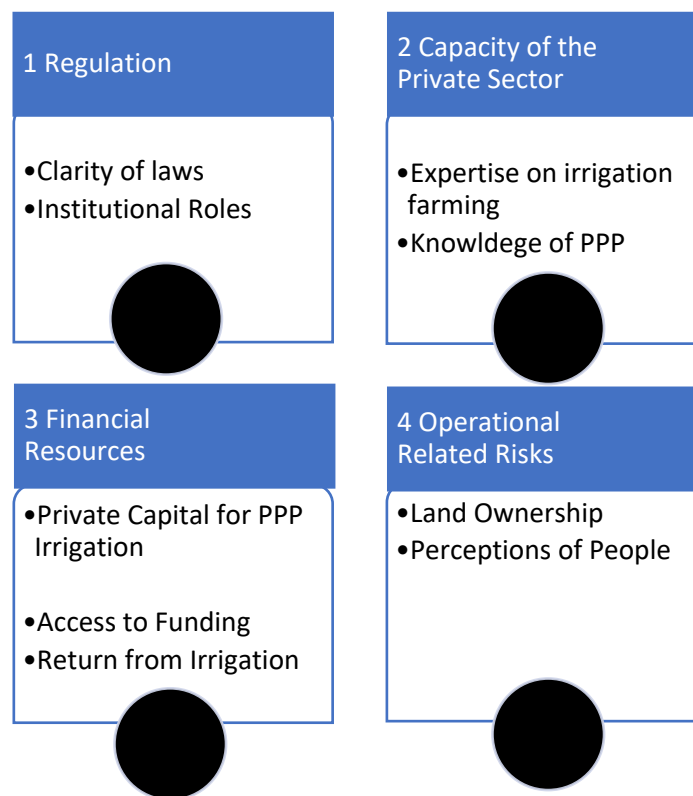 1 Regulation
•Clarity of laws
•Institutional Roles
2 Capacity of the
Private Sector
•Expertise on irrigation
farming
•Knowldege of PPP
3 Financial
Resources
•Private Capital for PPP
Irrigation
•Access to Funding
•Return from Irrigation
4 Operational
Related Risks
•Land Ownership
•Perceptions of People